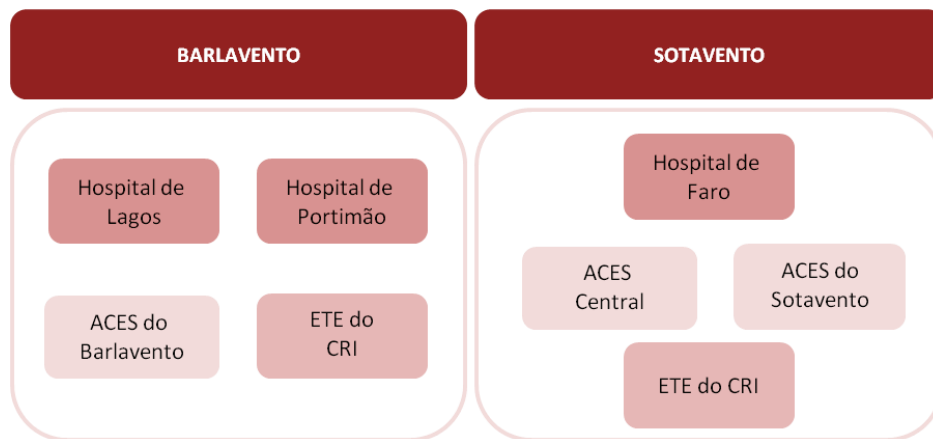 BARLAVENTO
SOTAVENTO
Hospital de
Lagos
Hospital de
Portimão
ACES do
Barlavento
ETE do
CRI
Hospital de
Faro
ACES
Central
ACES do
Sotavento
ETE do CRI